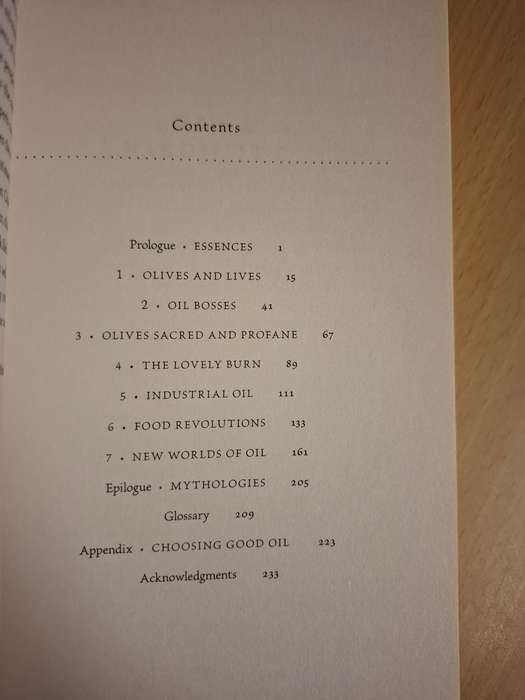 Contents
Prologue • ESSENCES 1
1 • OLIVES AND LIVES 15
2 • OIL BOSSES 41
3 • OLIVES SACRED AND PROFANE 67
4 • THE LOVELY BURN 89
5 • INDUSTRIAL OIL 111
6 • FOOD REVOLUTIONS 133
7 • NEW WORLDS OF OIL 161
Epilogue • MYTHOLOGIES 205
Glossary 209
Appendix • CHOOSING GOOD OIL 223
Acknowledgments 233